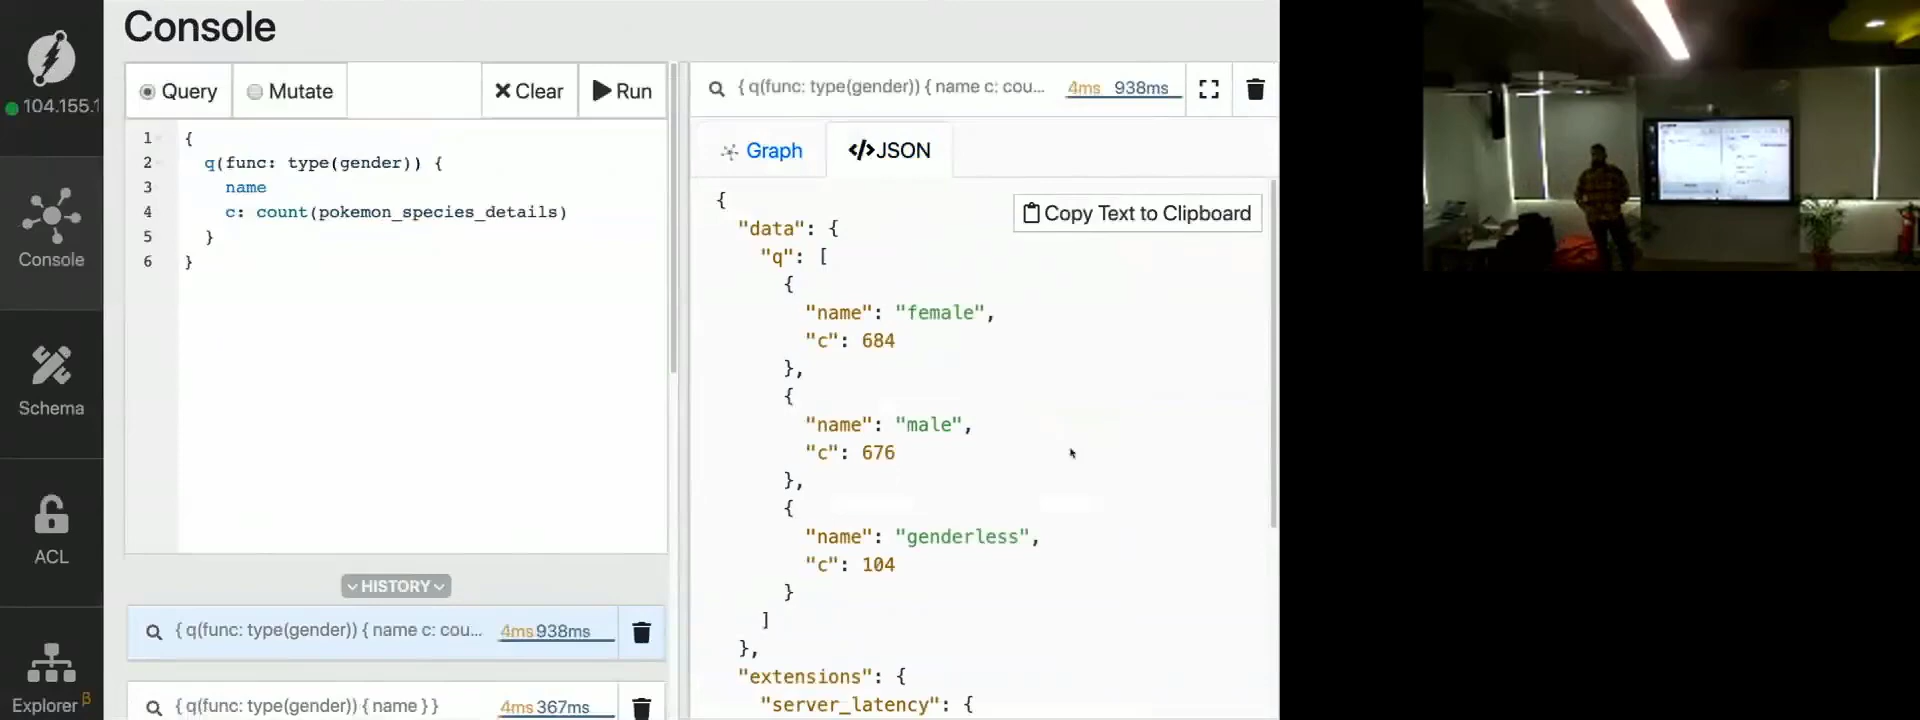 Console
104.155.1
Query
Mutate
Clear
Run
1 {
2 q(func: type(gender)) {
3 name
4 c: count(pokemon_species_details)
5 }
6 }
HISTORY
{ q(func: type(gender)) { name c: cou... 4ms 938ms
{ q(func: type(gender)) { name } } 4ms 367ms
Console
Schema
ACL
Explorer β
{ q(func: type(gender)) { name c: cou... 4ms 938ms
Graph
</>JSON
Copy Text to Clipboard
{
"data": {
"q": [
{
"name": "female",
"c": 684
},
{
"name": "male",
"c": 676
},
{
"name": "genderless",
"c": 104
}
]
},
"extensions": {
"server_latency": {